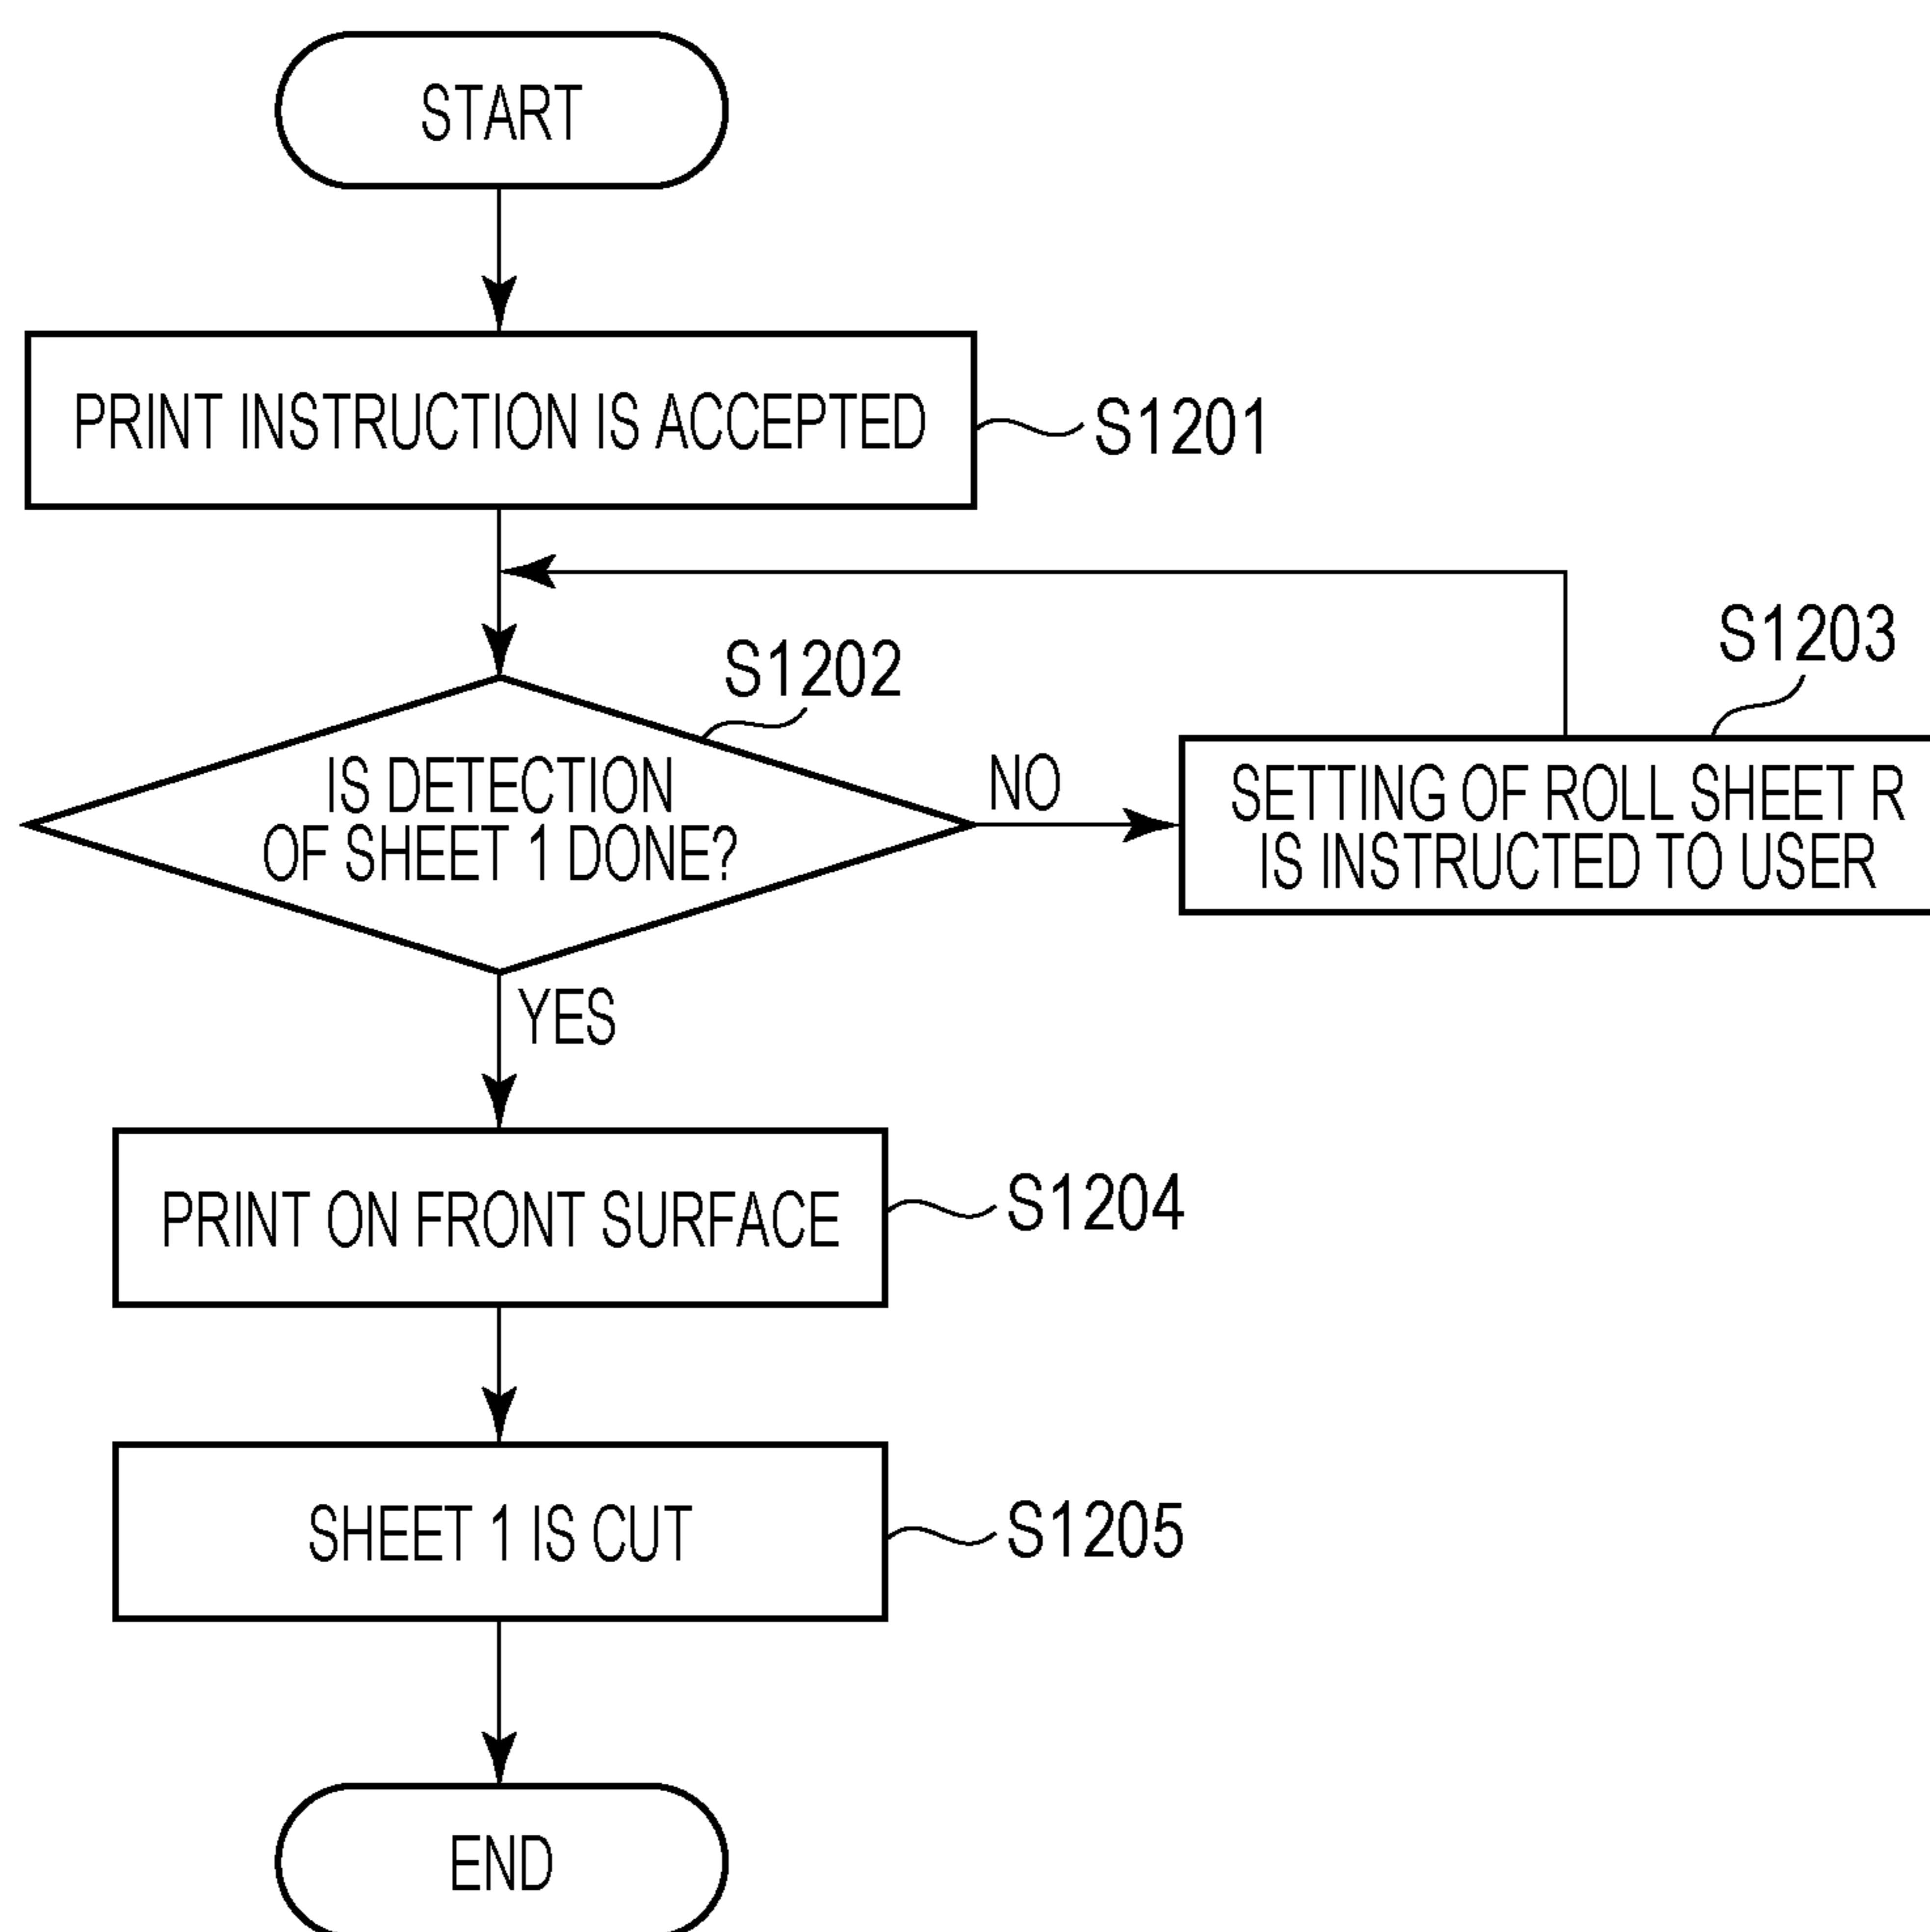 START
PRINT INSTRUCTION IS ACCEPTED
S1201
S1202
S1203
IS DETECTION
OF SHEET 1 DONE?
NO
SETTING OF ROLL SHEET R
IS INSTRUCTED TO USER
YES
PRINT ON FRONT SURFACE
S1204
SHEET 1 IS CUT
S1205
END